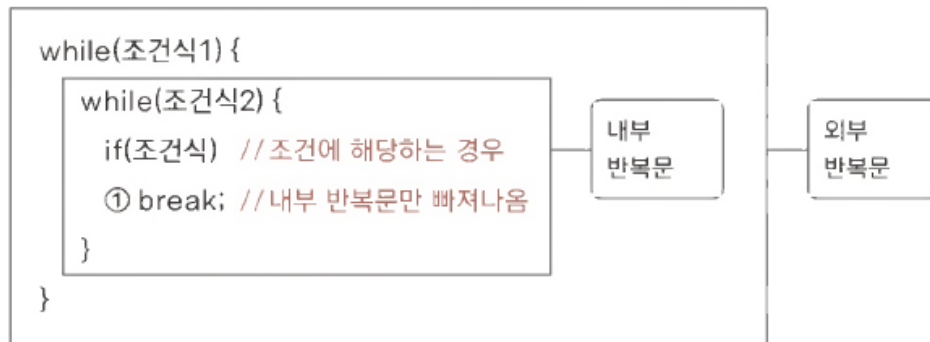 while(조건식1) {
while(조건식2) {
if(조건식) //조건에 해당하는 경우
① break; //내부 반복문만 빠져나옴
}
}
내부
반복문
외부
반복문